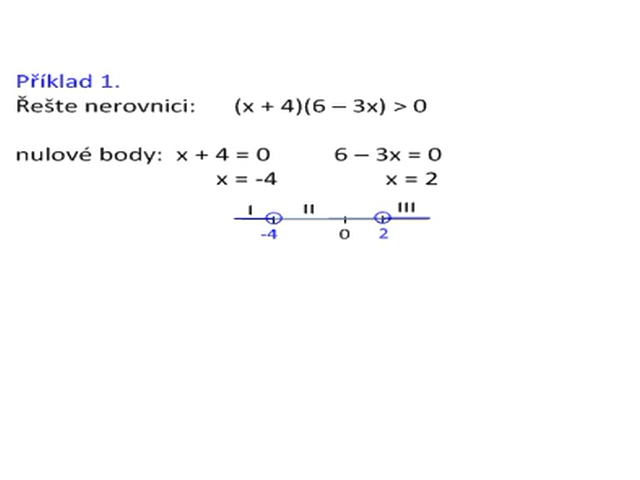 Příklad 1.
Řešte nerovnici: (x + 4)(6 – 3x) > 0
nulové body: x + 4 = 0 6 – 3x = 0
x = -4 x = 2
I II III
-4 0 2